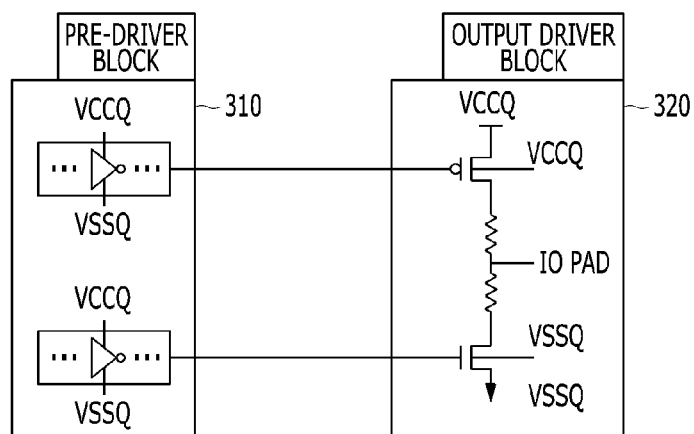 PRE-DRIVER
BLOCK
310
VCCQ
VSSQ
VCCQ
VSSQ
OUTPUT DRIVER
BLOCK
320
VCCQ
VCCQ
IO PAD
VSSQ
VSSQ